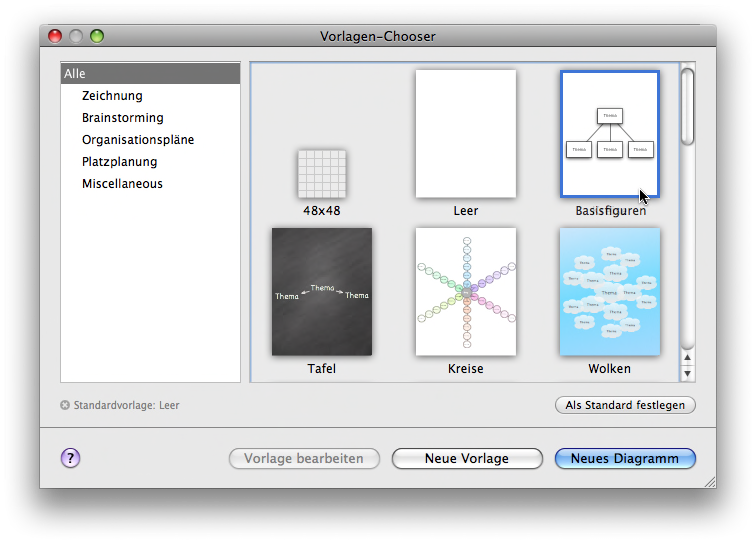 Vorlagen-Chooser
Alle
Zeichnung
Brainstorming
Organisationspläne
Platzplanung
Miscellaneous
48x48
Leer
Thema
Thema Thema Thema
Basisfiguren
Thema Thema Thema
Tafel
Kreise
Thema
Wolken
Standardvorlage: Leer
Als Standard festlegen
?
Vorlage bearbeiten
Neue Vorlage
Neues Diagramm